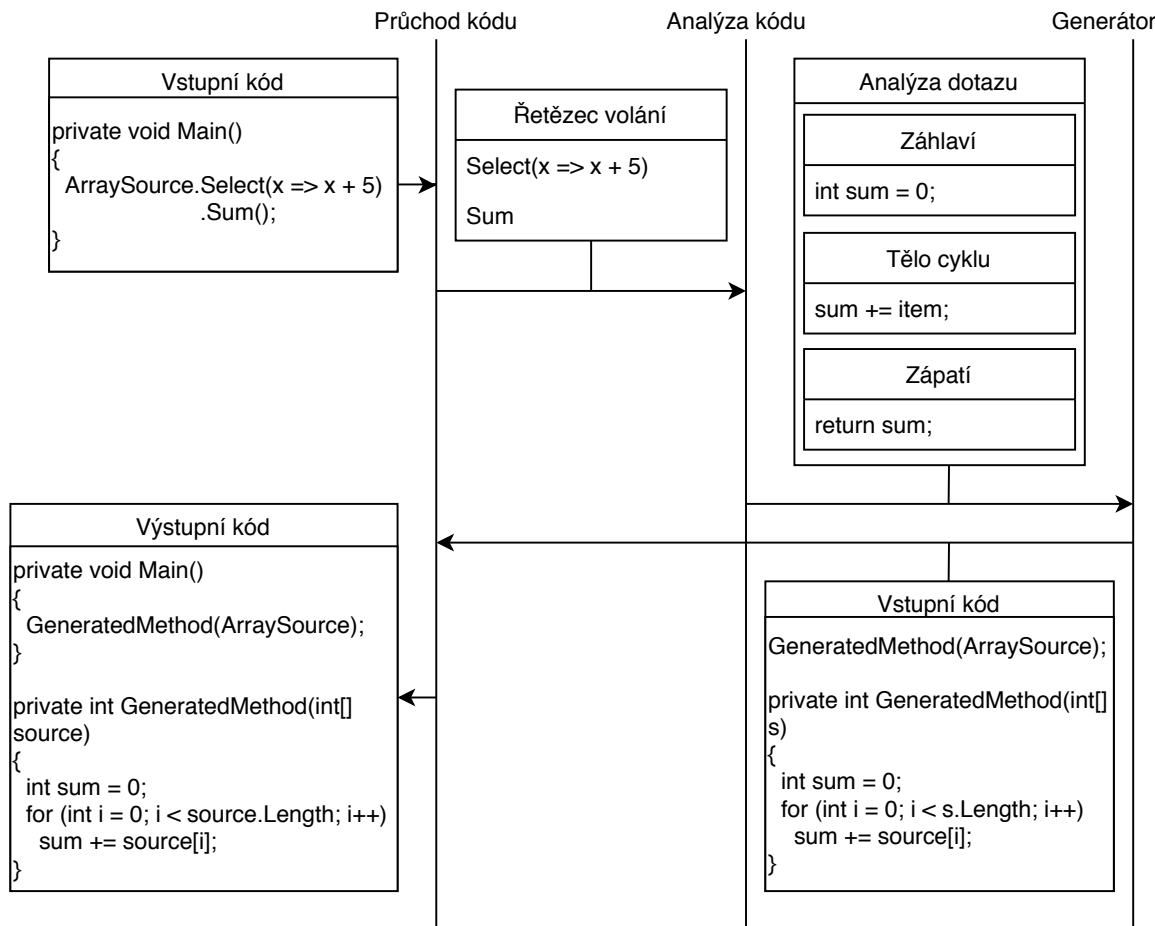 Průchod kódu
Analýza kódu
Generátor
Vstupní kód
private void Main()
{
ArraySource.Select(x => x + 5)
.Sum();
}
Řetězec volání
Select(x => x + 5)
Sum
Analýza dotazu
Záhlaví
int sum = 0;
Tělo cyklu
sum += item;
Zápatí
return sum;
Výstupní kód
private void Main()
{
GeneratedMethod(ArraySource);
}
private int GeneratedMethod(int[]
source)
{
int sum = 0;
for (int i = 0; i < source.Length; i++)
sum += source[i];
}
Vstupní kód
GeneratedMethod(ArraySource);
private int GeneratedMethod(int[]
s)
{
int sum = 0;
for (int i = 0; i < s.Length; i++)
sum += source[i];
}